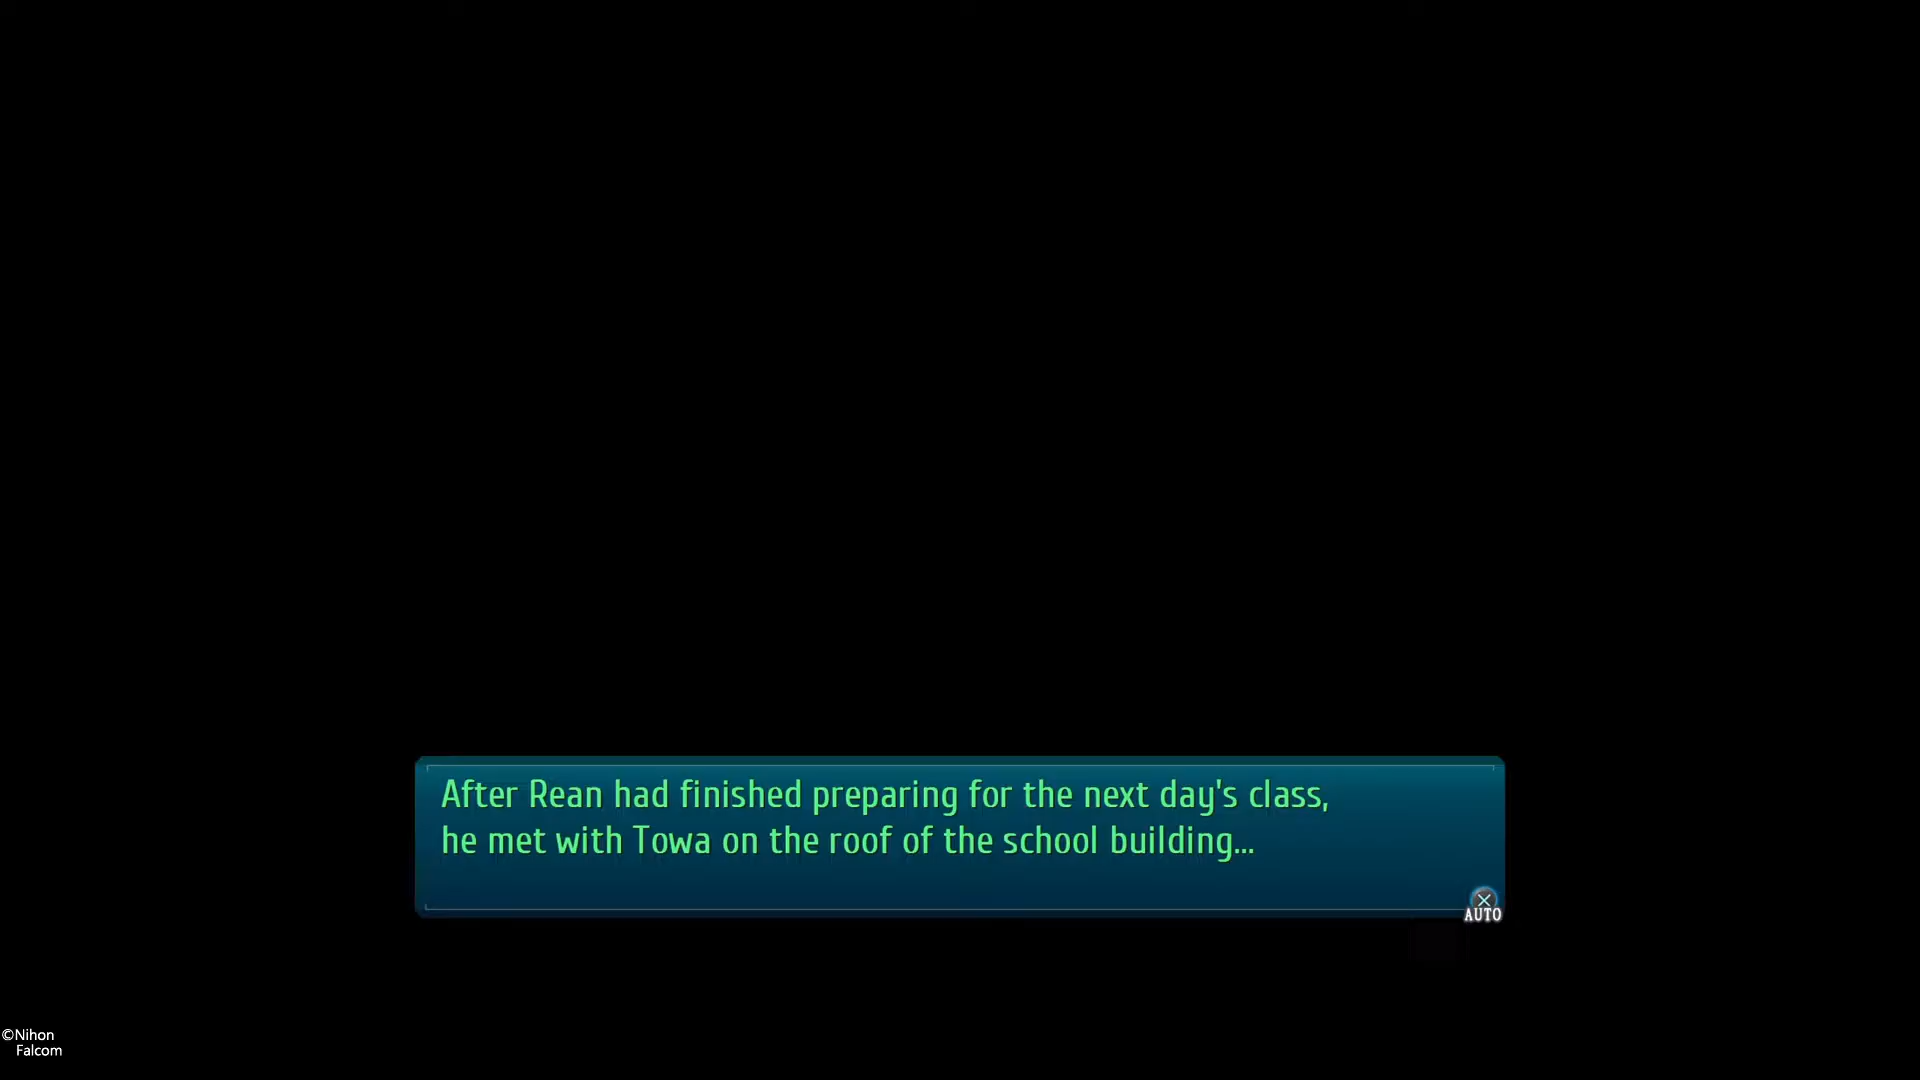 After Rean had finished preparing for the next day's class,
he met with Towa on the roof of the school building...
AUTO
©Nihon
Falcom